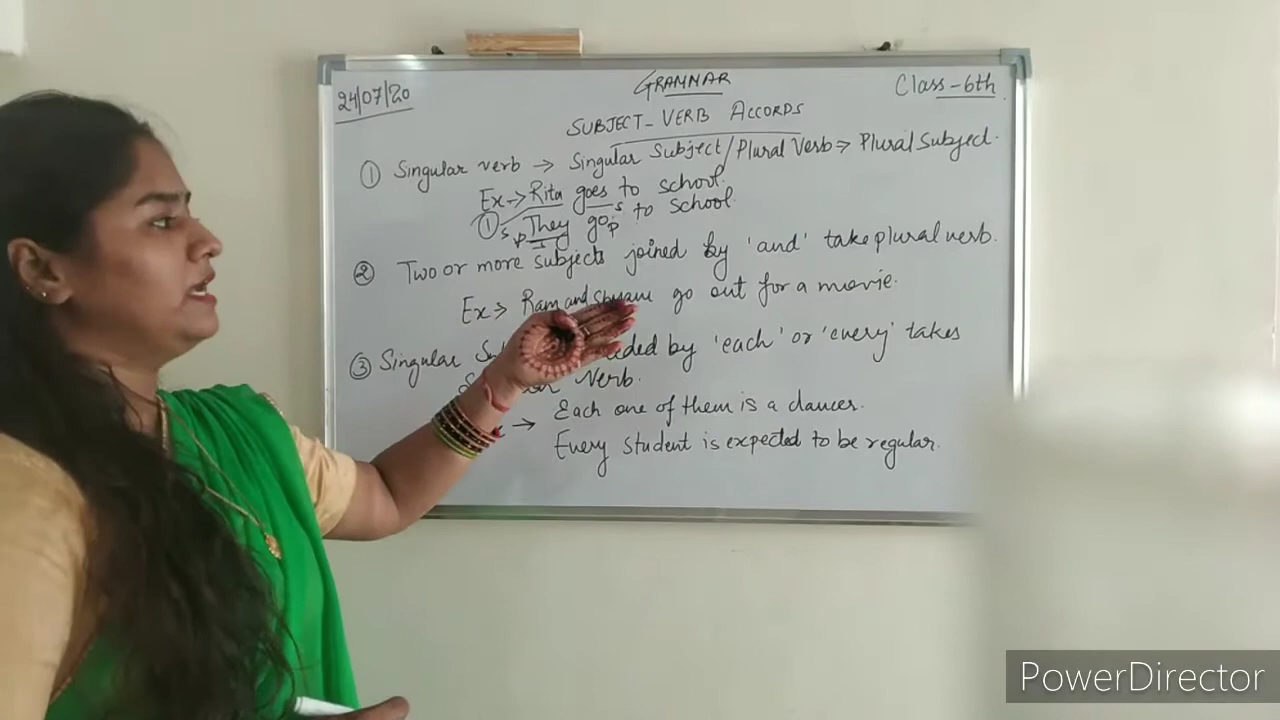 24/07/20
GRAMMAR
Class - 6th
SUBJECT - VERB ACCORDS
① Singular verb → Singular Subject / Plural Verb ⇒ Plural Subject.
Ex → Rita goes to school.
① s p They go to school. s p
② Two or more subjects joined by 'and' take plural verb.
Ex → Ram and Shyam go out for a movie.
③ Singular by 'each' or 'every' takes
Verb.
→ Each one of them is a dancer.
Every student is expected to be regular.
PowerDirector